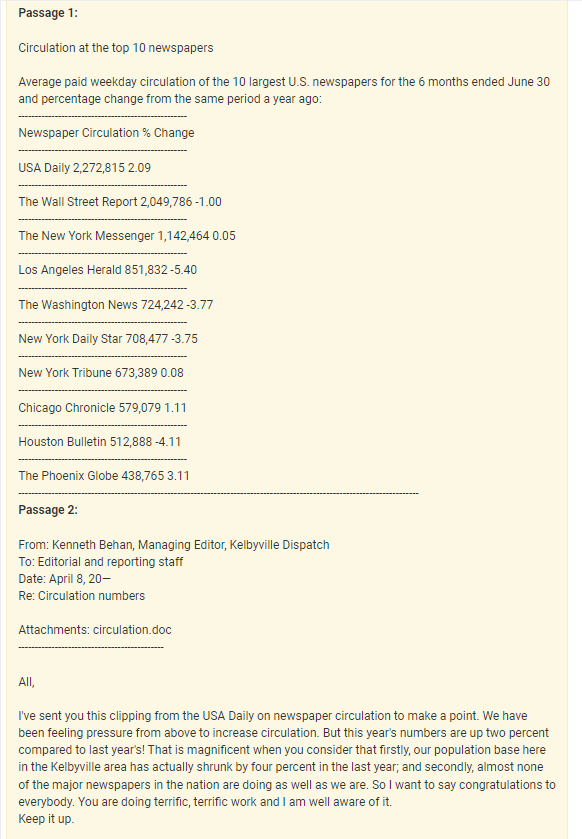 Passage 1:
Circulation at the top 10 newspapers
Average paid weekday circulation of the 10 largest U.S. newspapers for the 6 months ended June 30
and percentage change from the same period a year ago:
----------------------------------------------------
Newspaper Circulation % Change
----------------------------------------------------
USA Daily 2,272,815 2.09
----------------------------------------------------
The Wall Street Report 2,049,786 -1.00
----------------------------------------------------
The New York Messenger 1,142,464 0.05
----------------------------------------------------
Los Angeles Herald 851,832 -5.40
----------------------------------------------------
The Washington News 724,242 -3.77
----------------------------------------------------
New York Daily Star 708,477 -3.75
----------------------------------------------------
New York Tribune 673,389 0.08
----------------------------------------------------
Chicago Chronicle 579,079 1.11
----------------------------------------------------
Houston Bulletin 512,888 -4.11
----------------------------------------------------
The Phoenix Globe 438,765 3.11
----------------------------------------------------------------------------------------------------------------------------
Passage 2:
From: Kenneth Behan, Managing Editor, Kelbyville Dispatch
To: Editorial and reporting staff
Date: April 8, 20—
Re: Circulation numbers
Attachments: circulation.doc
---------------------------------------------
All,
I've sent you this clipping from the USA Daily on newspaper circulation to make a point. We have
been feeling pressure from above to increase circulation. But this year's numbers are up two percent
compared to last year's! That is magnificent when you consider that firstly, our population base here
in the Kelbyville area has actually shrunk by four percent in the last year; and secondly, almost none
of the major newspapers in the nation are doing as well as we are. So I want to say congratulations to
everybody. You are doing terrific, terrific work and I am well aware of it.
Keep it up.